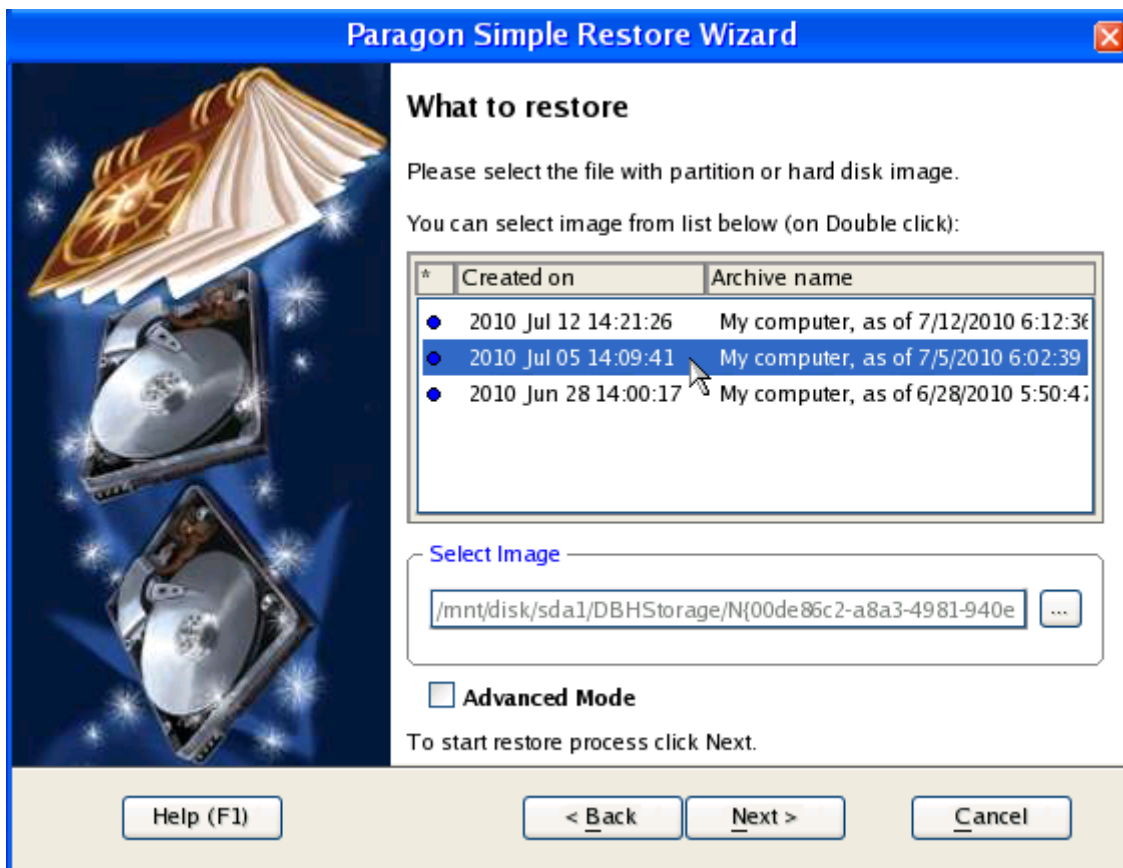 Paragon Simple Restore Wizard
What to restore
Please select the file with partition or hard disk image.
You can select image from list below (on Double click):
* Created on Archive name
2010 Jul 12 14:21:26 My computer, as of 7/12/2010 6:12:36
2010 Jul 05 14:09:41 My computer, as of 7/5/2010 6:02:39
2010 Jun 28 14:00:17 My computer, as of 6/28/2010 5:50:47
Select Image
/mnt/disk/sda1/DBHStorage/N{00de86c2-a8a3-4981-940e
...
Advanced Mode
To start restore process click Next.
Help (F1) < Back Next > Cancel